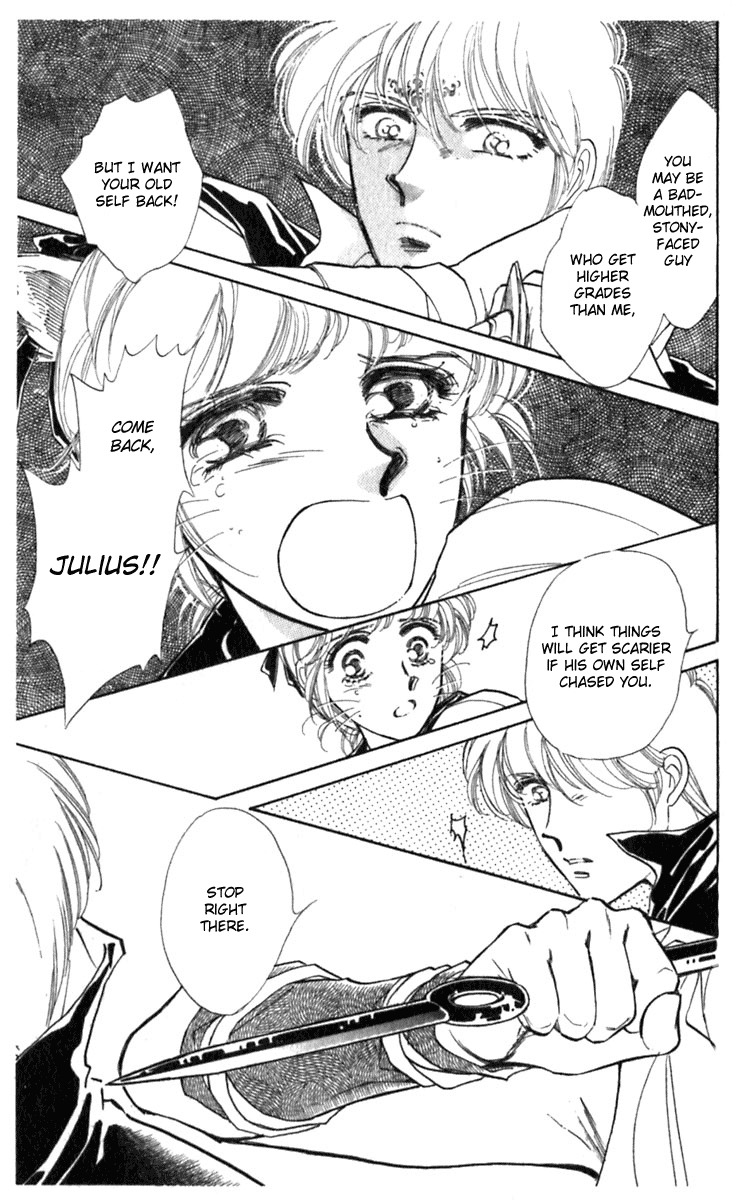 YOU
MAY BE
A BAD-
MOUTHED,
STONY-
FACED
GUY
WHO GET
HIGHER
GRADES
THAN ME,
BUT I WANT
YOUR OLD
SELF BACK!
COME
BACK,
JULIUS!!
I THINK THINGS
WILL GET SCARIER
IF HIS OWN SELF
CHASED YOU.
STOP
RIGHT
THERE.